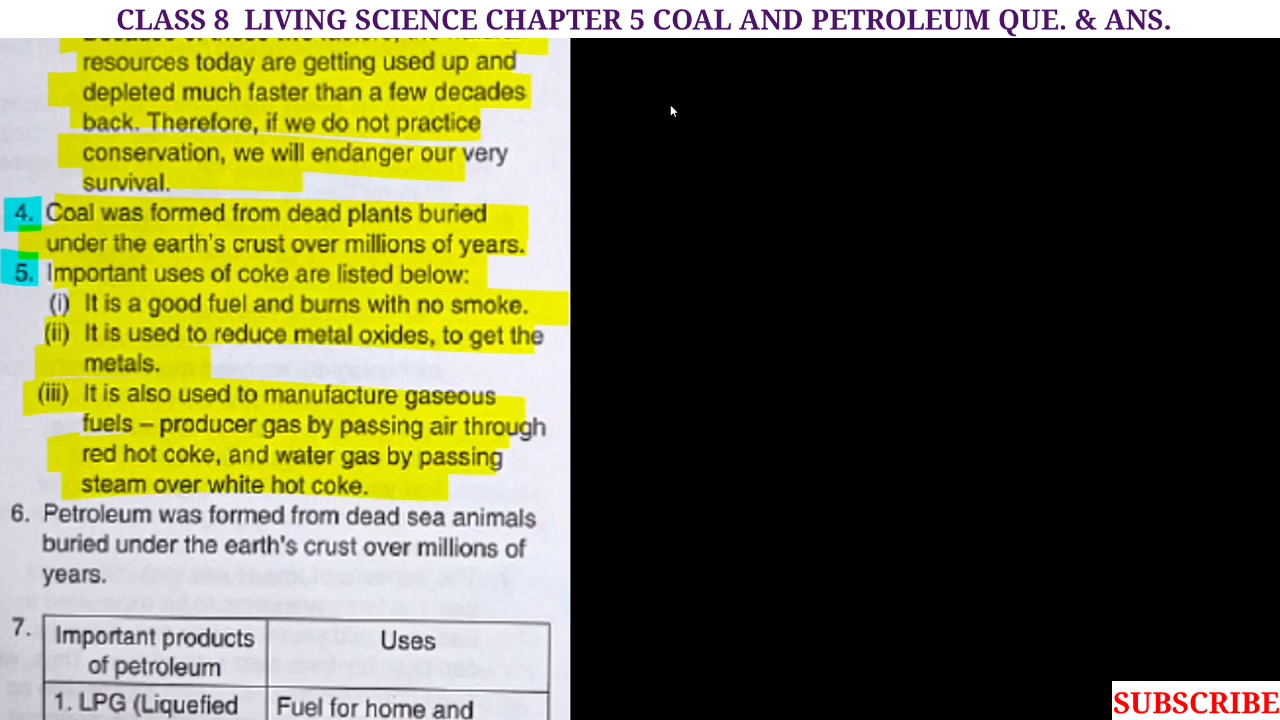 CLASS 8 LIVING SCIENCE CHAPTER 5 COAL AND PETROLEUM QUE. & ANS.
resources today are getting used up and
depleted much faster than a few decades
back. Therefore, if we do not practice
conservation, we will endanger our very
survival.
4. Coal was formed from dead plants buried
under the earth's crust over millions of years.
5. Important uses of coke are listed below:
(i) It is a good fuel and burns with no smoke.
(ii) It is used to reduce metal oxides, to get the
metals.
(iii) It is also used to manufacture gaseous
fuels – producer gas by passing air through
red hot coke, and water gas by passing
steam over white hot coke.
6. Petroleum was formed from dead sea animals
buried under the earth's crust over millions of
years.
7. Important products Uses
of petroleum
1. LPG (Liquefied Fuel for home and
SUBSCRIBE